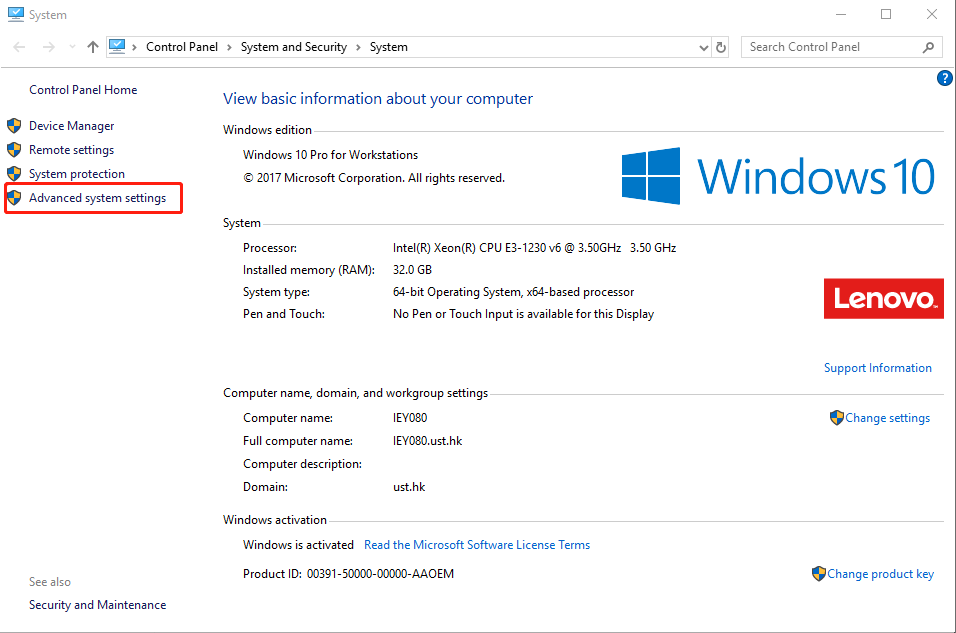 System
Control Panel > System and Security > System
Search Control Panel
?
Control Panel Home
Device Manager
Remote settings
System protection
Advanced system settings
See also
Security and Maintenance
View basic information about your computer
Windows edition
Windows 10 Pro for Workstations
© 2017 Microsoft Corporation. All rights reserved.
Windows 10
System
Processor: Intel(R) Xeon(R) CPU E3-1230 v6 @ 3.50GHz 3.50 GHz
Installed memory (RAM): 32.0 GB
System type: 64-bit Operating System, x64-based processor
Pen and Touch: No Pen or Touch Input is available for this Display
Lenovo™
Support Information
Computer name, domain, and workgroup settings
Computer name: IEY080
Change settings
Full computer name: IEY080.ust.hk
Computer description:
Domain: ust.hk
Windows activation
Windows is activated Read the Microsoft Software License Terms
Product ID: 00391-50000-00000-AAOEM
Change product key